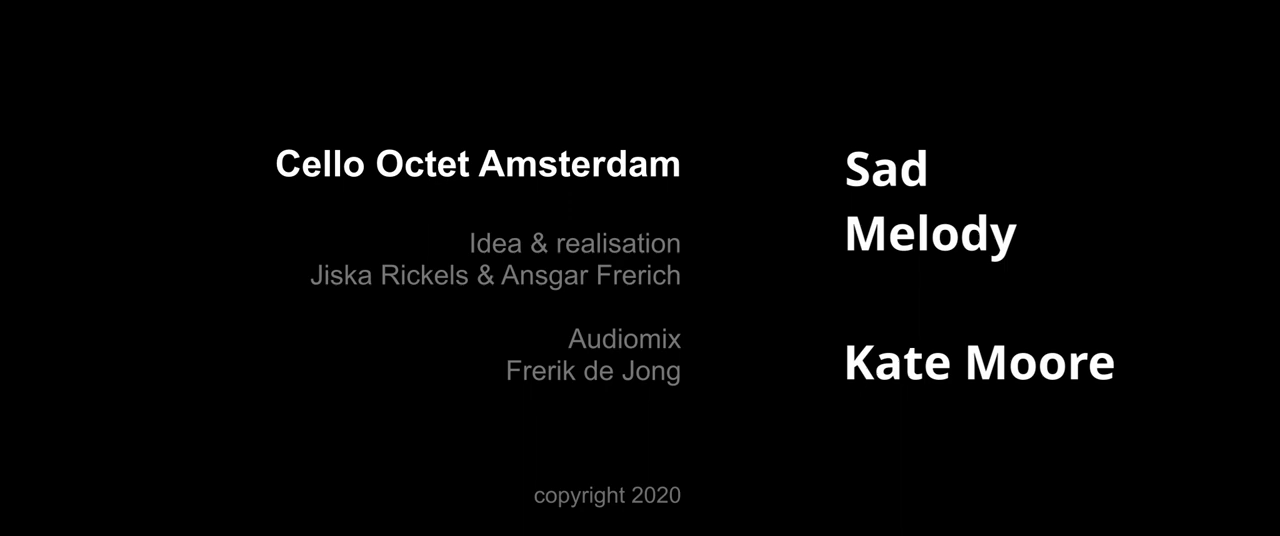 Cello Octet Amsterdam
Idea & realisation
Jiska Rickels & Ansgar Frerich
Audiomix
Frerik de Jong
copyright 2020
Sad
Melody
Kate Moore